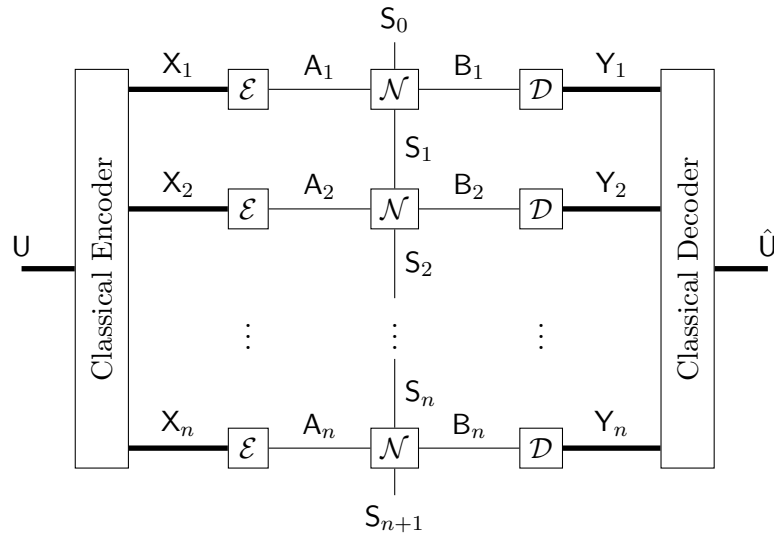 S₀
X₁ ℰ A₁ 𝒩 B₁ 𝒟 Y₁
S₁
X₂ ℰ A₂ 𝒩 B₂ 𝒟 Y₂
S₂
U Classical Encoder Classical Decoder Û
⋮ ⋮ ⋮
Sₙ
Xₙ ℰ Aₙ 𝒩 Bₙ 𝒟 Yₙ
Sₙ₊₁